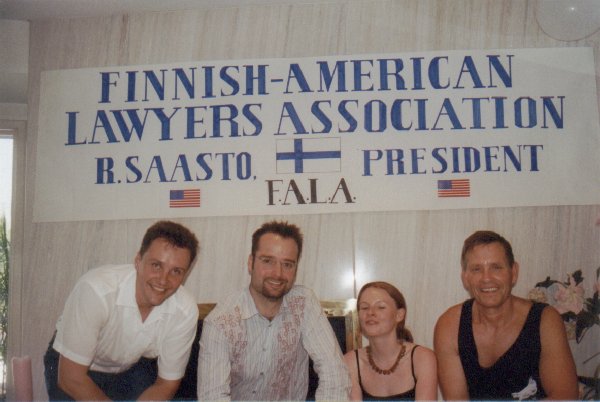 FINNISH-AMERICAN
LAWYERS ASSOCIATION
R. SAASTO, PRESIDENT
F.A.L.A.